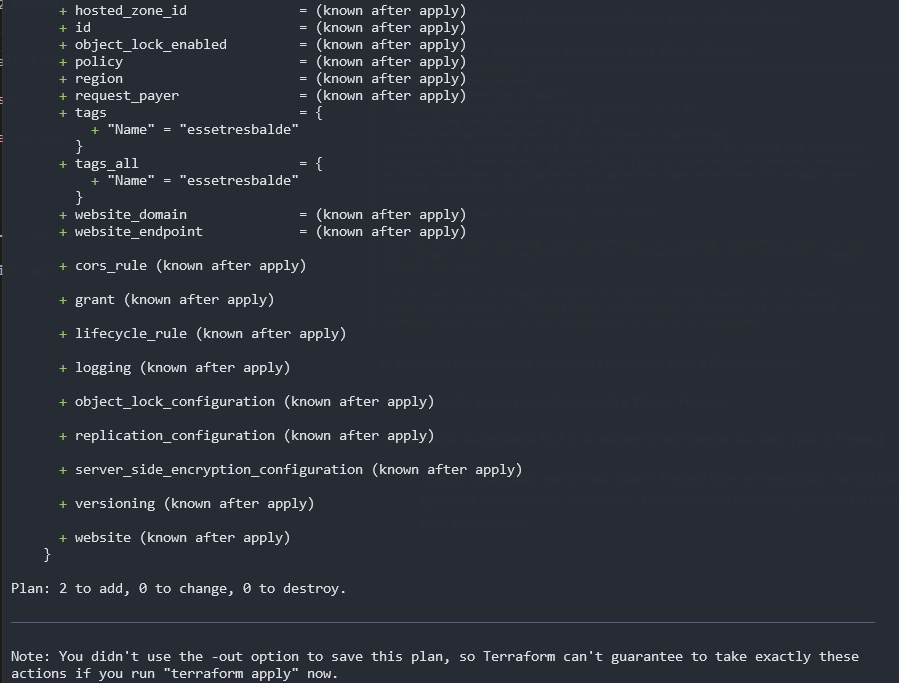 + hosted_zone_id = (known after apply)
+ id = (known after apply)
+ object_lock_enabled = (known after apply)
+ policy = (known after apply)
+ region = (known after apply)
+ request_payer = (known after apply)
+ tags = {
+ "Name" = "essetresbalde"
}
+ tags_all = {
+ "Name" = "essetresbalde"
}
+ website_domain = (known after apply)
+ website_endpoint = (known after apply)
+ cors_rule (known after apply)
+ grant (known after apply)
+ lifecycle_rule (known after apply)
+ logging (known after apply)
+ object_lock_configuration (known after apply)
+ replication_configuration (known after apply)
+ server_side_encryption_configuration (known after apply)
+ versioning (known after apply)
+ website (known after apply)
}
Plan: 2 to add, 0 to change, 0 to destroy.
Note: You didn't use the -out option to save this plan, so Terraform can't guarantee to take exactly these
actions if you run "terraform apply" now.